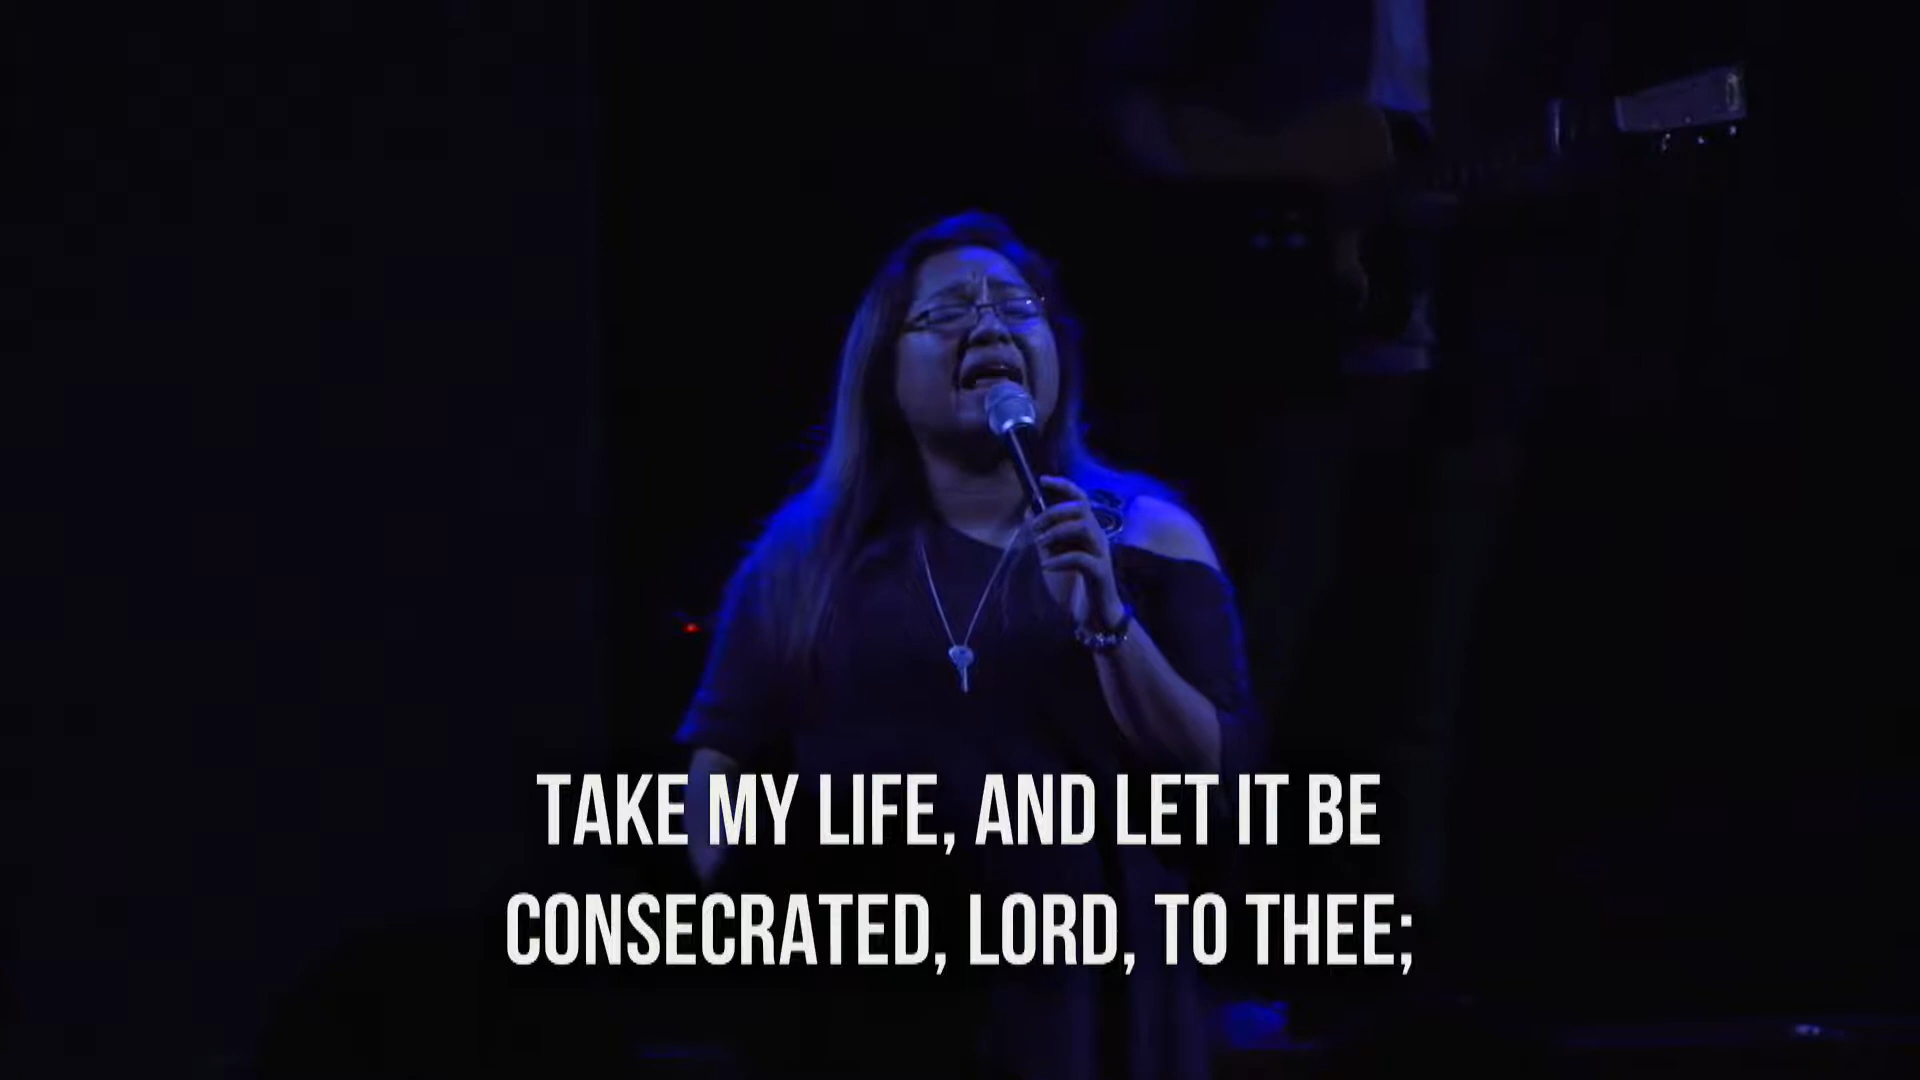 TAKE MY LIFE, AND LET IT BE
CONSECRATED, LORD, TO THEE;